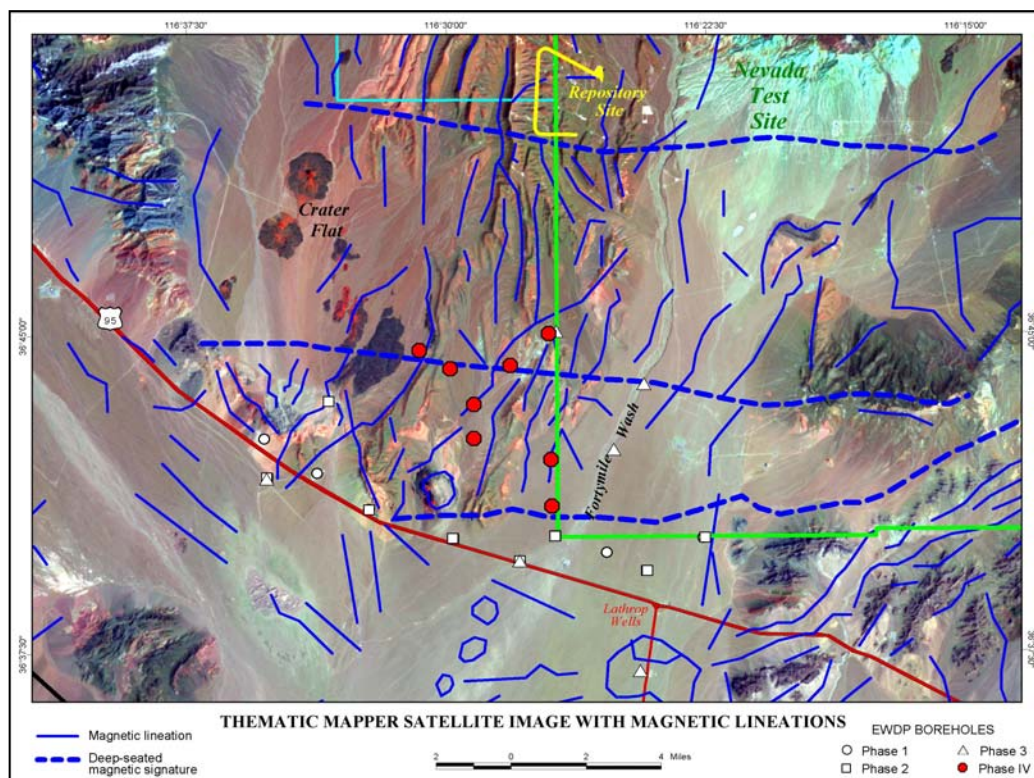 116°37'30"
116°30'00"
116°22'30"
116°15'00"
Repository
Site
Nevada
Test
Site
Crater
Flat
95
36°45'00"
36°45'00"
Fortymile Wash
Lathrop
Wells
36°37'30"
36°37'30"
THEMATIC MAPPER SATELLITE IMAGE WITH MAGNETIC LINEATIONS
Magnetic lineation
Deep-seated
magnetic signature
2 0 2 4 Miles
EWDP BOREHOLES
Phase 1
Phase 2
Phase 3
Phase IV